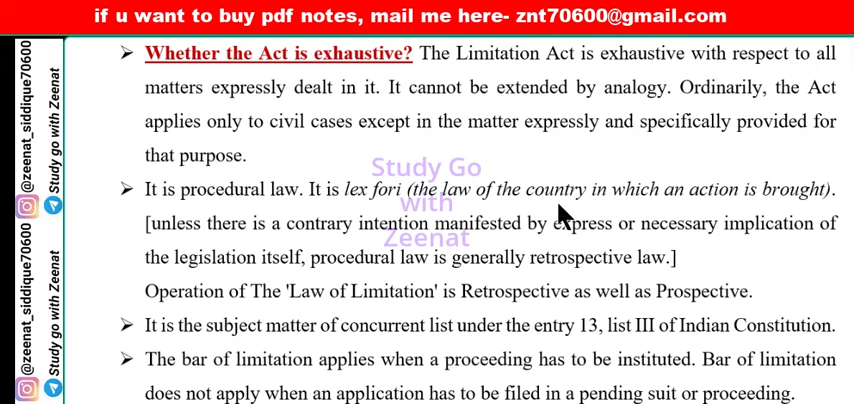 if u want to buy pdf notes, mail me here- znt70600@gmail.com
➢ Whether the Act is exhaustive? The Limitation Act is exhaustive with respect to all
matters expressly dealt in it. It cannot be extended by analogy. Ordinarily, the Act
applies only to civil cases except in the matter expressly and specifically provided for
that purpose.
➢ It is procedural law. It is lex fori (the law of the country in which an action is brought).
[unless there is a contrary intention manifested by express or necessary implication of
the legislation itself, procedural law is generally retrospective law.]
Operation of The 'Law of Limitation' is Retrospective as well as Prospective.
➢ It is the subject matter of concurrent list under the entry 13, list III of Indian Constitution.
➢ The bar of limitation applies when a proceeding has to be instituted. Bar of limitation
does not apply when an application has to be filed in a pending suit or proceeding.
Study Go
with
Zeenat
@zeenat_siddique70600
Study go with Zeenat
@zeenat_siddique70600
Study go with Zeenat